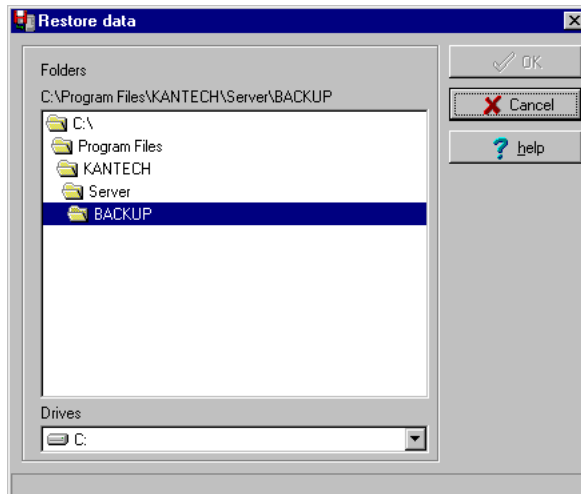 Restore data
Folders
C:\Program Files\KANTECH\Server\BACKUP
C:\
Program Files
KANTECH
Server
BACKUP
Drives
C:
OK
Cancel
help